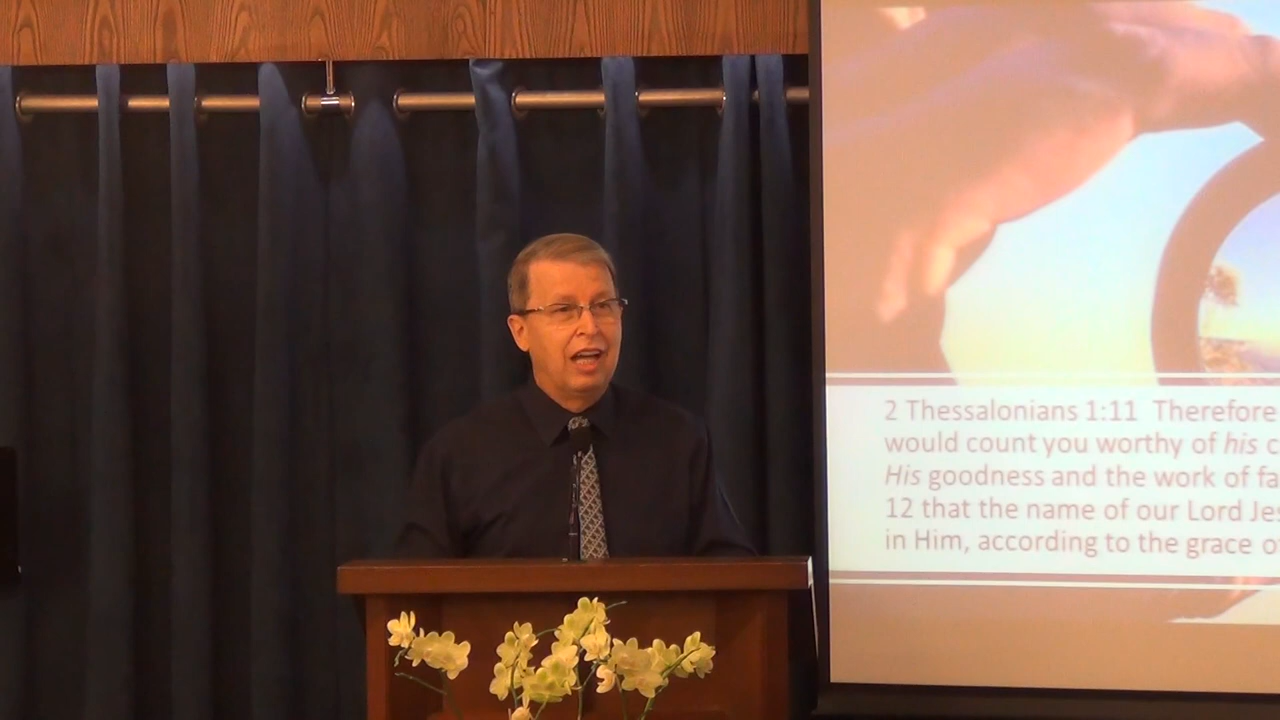 2 Thessalonians 1:11 Therefore
would count you worthy of his c
His goodness and the work of fa
12 that the name of our Lord Jes
in Him, according to the grace of